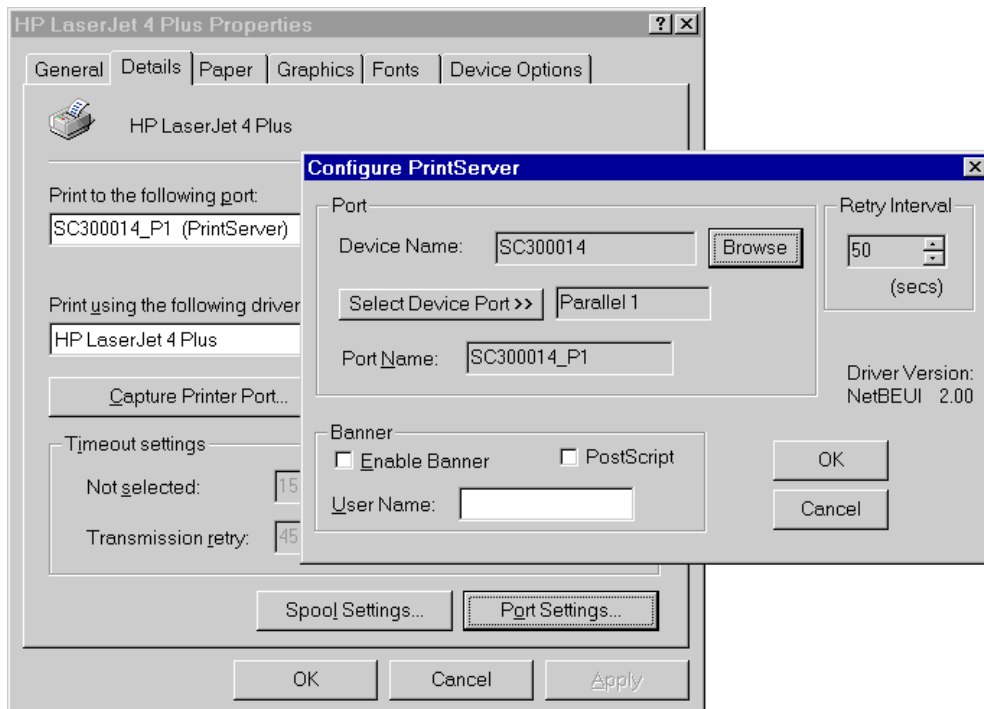 HP LaserJet 4 Plus Properties
General Details Paper Graphics Fonts Device Options
HP LaserJet 4 Plus
Print to the following port:
SC300014_P1 (PrintServer)
Print using the following driver
HP LaserJet 4 Plus
Capture Printer Port...
Timeout settings
Not selected: 15
Transmission retry: 45
Spool Settings... Port Settings...
OK Cancel Apply
Configure PrintServer
Port
Device Name: SC300014 Browse
Select Device Port >> Parallel 1
Port Name: SC300014_P1
Retry Interval
50
(secs)
Driver Version:
NetBEUI 2.00
Banner
Enable Banner PostScript
User Name:
OK
Cancel